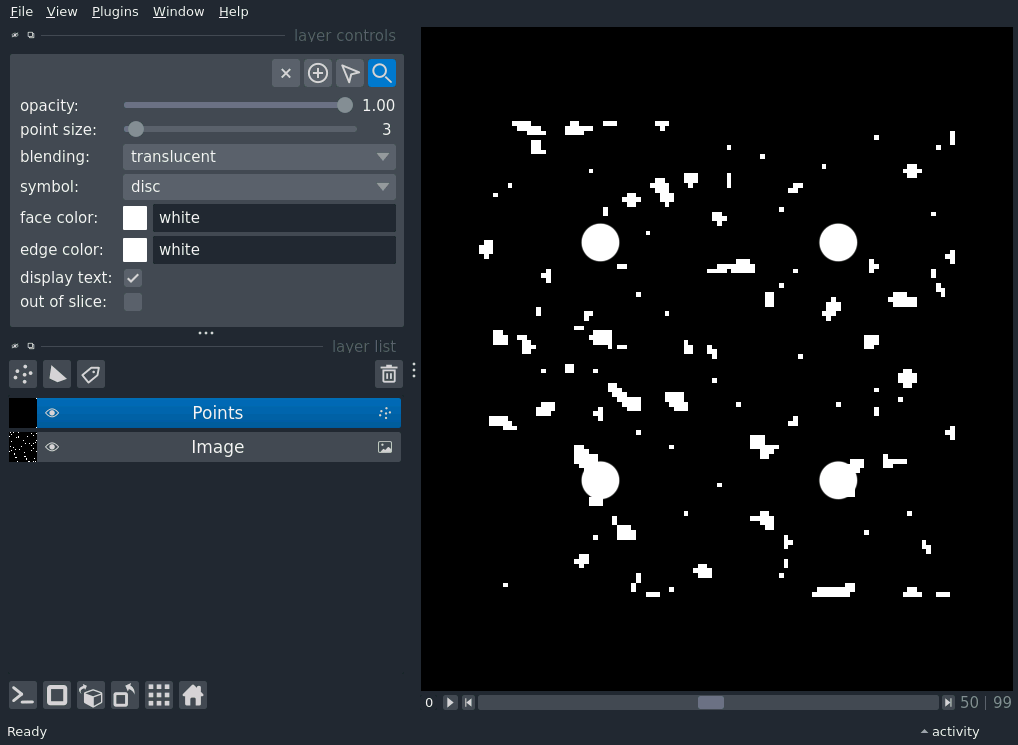 File View Plugins Window Help
layer controls
opacity: 1.00
point size: 3
blending: translucent
symbol: disc
face color: white
edge color: white
display text:
out of slice:
layer list
Points
Image
0 50 | 99
Ready activity